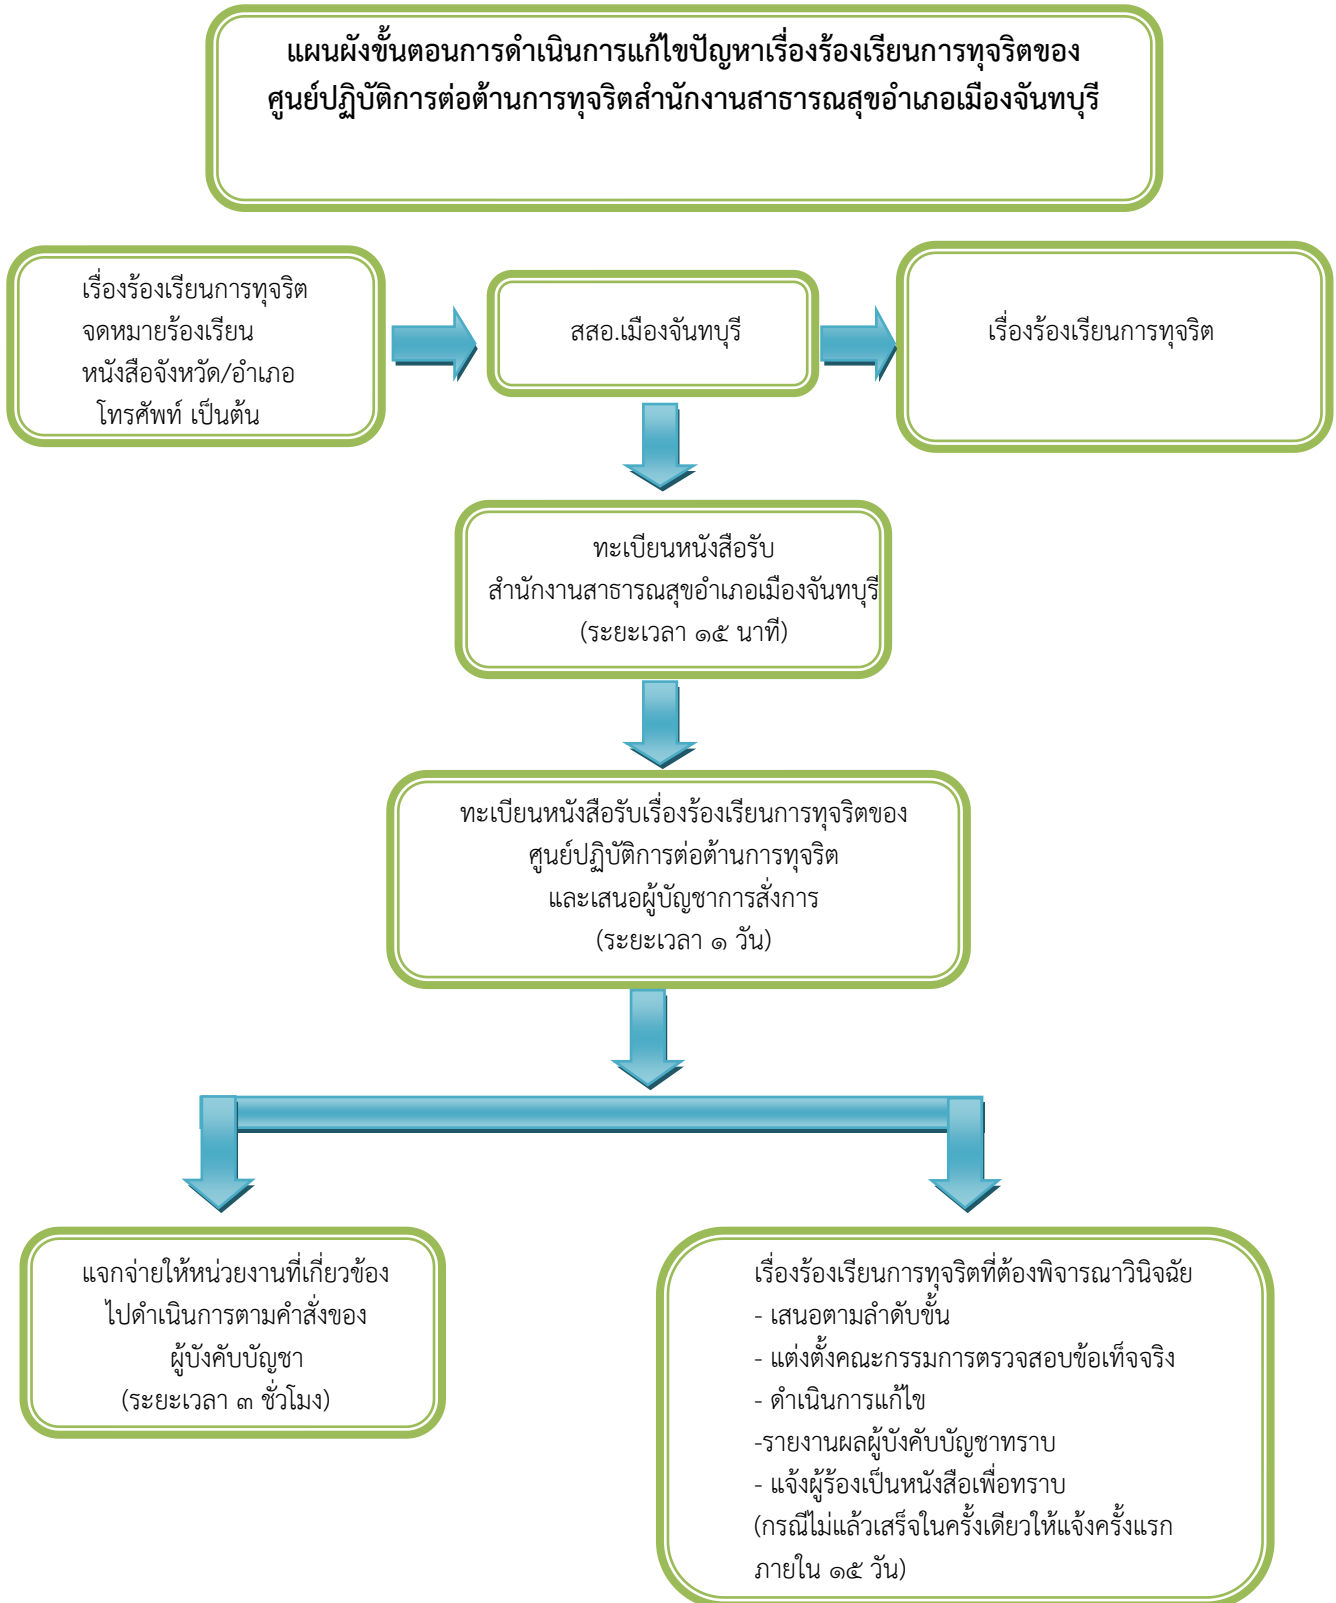 แผนผังขั้นตอนการดำเนินการแก้ไขปัญหาเรื่องร้องเรียนการทุจริตของ
ศูนย์ปฏิบัติการต่อต้านการทุจริตสำนักงานสาธารณสุขอำเภอเมืองจันทบุรี
เรื่องร้องเรียนการทุจริต
จดหมายร้องเรียน
หนังสือจังหวัด/อำเภอ
โทรศัพท์ เป็นต้น
สสอ.เมืองจันทบุรี
เรื่องร้องเรียนการทุจริต
ทะเบียนหนังสือรับ
สำนักงานสาธารณสุขอำเภอเมืองจันทบุรี
(ระยะเวลา ๑๕ นาที)
ทะเบียนหนังสือรับเรื่องร้องเรียนการทุจริตของ
ศูนย์ปฏิบัติการต่อต้านการทุจริต
และเสนอผู้บัญชาการสั่งการ
(ระยะเวลา ๑ วัน)
แจกจ่ายให้หน่วยงานที่เกี่ยวข้อง
ไปดำเนินการตามคำสั่งของ
ผู้บังคับบัญชา
(ระยะเวลา ๓ ชั่วโมง)
เรื่องร้องเรียนการทุจริตที่ต้องพิจารณาวินิจฉัย
- เสนอตามลำดับขั้น
- แต่งตั้งคณะกรรมการตรวจสอบข้อเท็จจริง
- ดำเนินการแก้ไข
-รายงานผลผู้บังคับบัญชาทราบ
- แจ้งผู้ร้องเป็นหนังสือเพื่อทราบ
(กรณีไม่แล้วเสร็จในครั้งเดียวให้แจ้งครั้งแรก
ภายใน ๑๕ วัน)